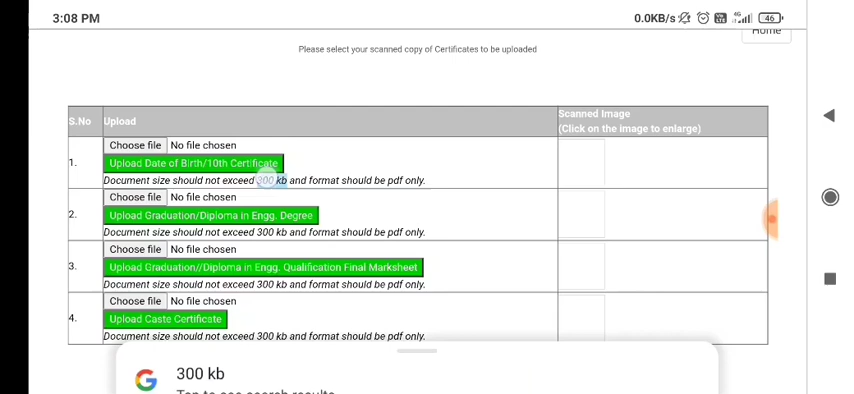 3:08 PM
0.0KB/s 4G 46
Home
Please select your scanned copy of Certificates to be uploaded
S.No Upload Scanned Image
(Click on the image to enlarge)
Choose file No file chosen
1. Upload Date of Birth/10th Certificate
Document size should not exceed 300 kb and format should be pdf only.
Choose file No file chosen
2. Upload Graduation/Diploma in Engg. Degree
Document size should not exceed 300 kb and format should be pdf only.
Choose file No file chosen
3. Upload Graduation//Diploma in Engg. Qualification Final Marksheet
Document size should not exceed 300 kb and format should be pdf only.
Choose file No file chosen
4. Upload Caste Certificate
Document size should not exceed 300 kb and format should be pdf only.
300 kb
Tap to see search results